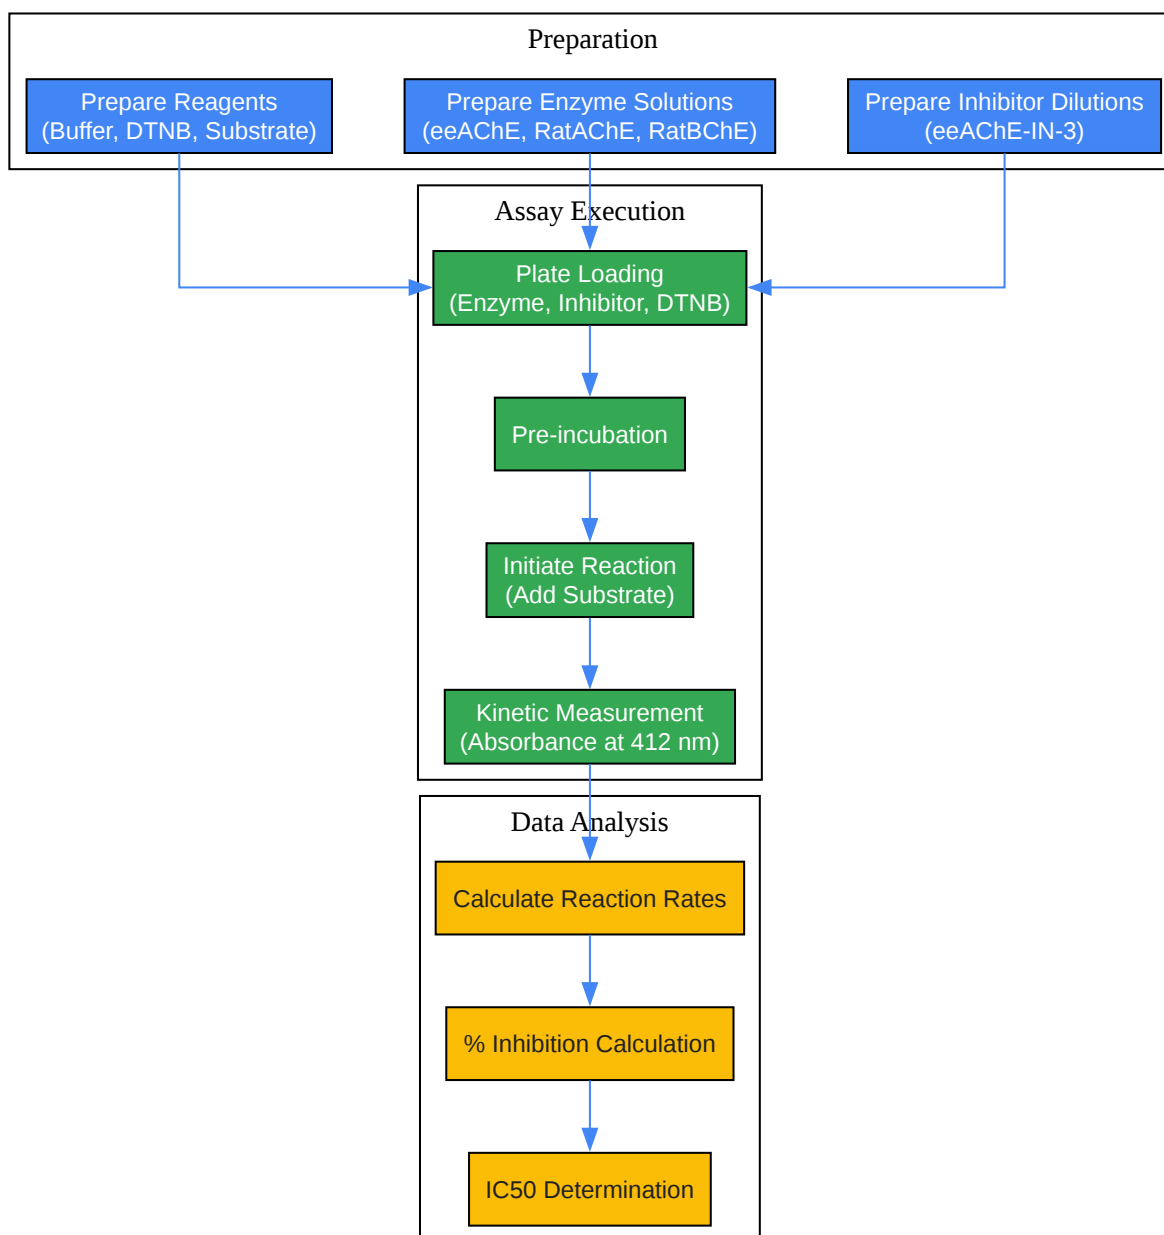 Preparation
Prepare Reagents
(Buffer, DTNB, Substrate)
Prepare Enzyme Solutions
(eeAChE, RatAChE, RatBChE)
Prepare Inhibitor Dilutions
(eeAChE-IN-3)
Assay Execution
Plate Loading
(Enzyme, Inhibitor, DTNB)
Pre-incubation
Initiate Reaction
(Add Substrate)
Kinetic Measurement
(Absorbance at 412 nm)
Data Analysis
Calculate Reaction Rates
% Inhibition Calculation
IC50 Determination